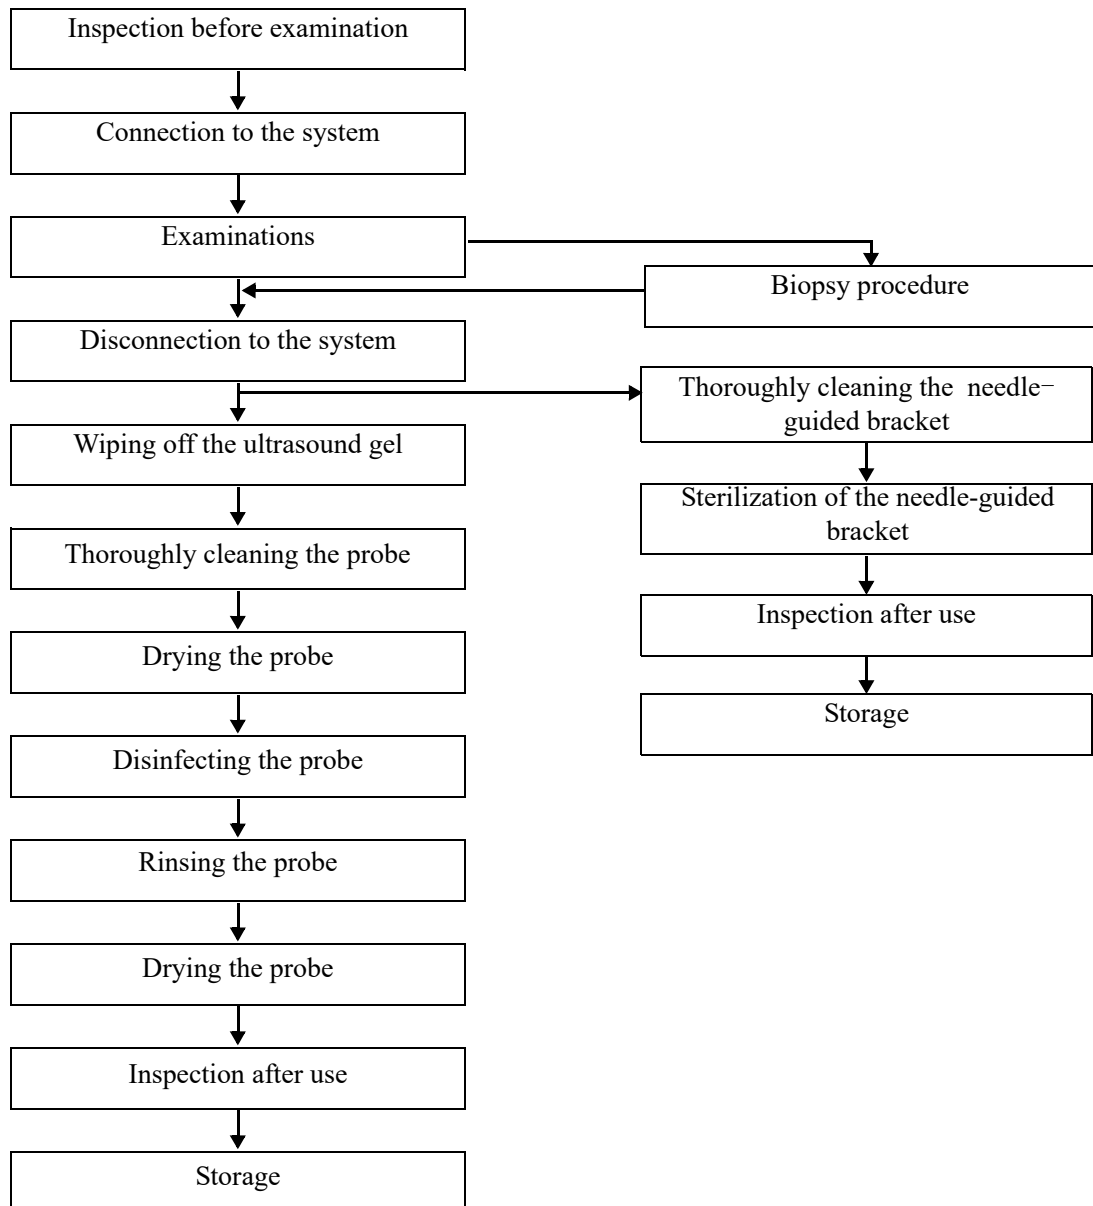 Inspection before examination
Connection to the system
Examinations
Biopsy procedure
Disconnection to the system
Thoroughly cleaning the  needle−
guided bracket
Wiping off the ultrasound gel
Sterilization of the needle-guided
bracket
Thoroughly cleaning the probe
Inspection after use
Drying the probe
Storage
Disinfecting the probe
Rinsing the probe
Drying the probe
Inspection after use
Storage